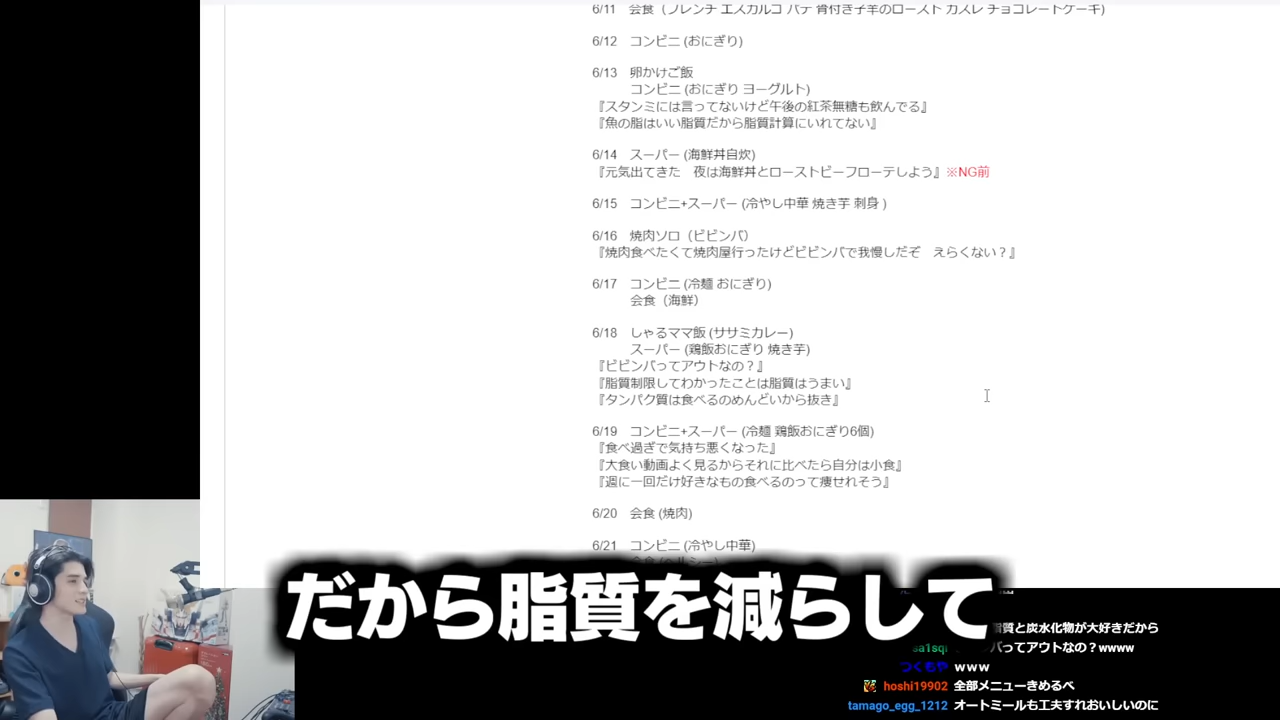 6/11 会食（フレンチ エスカルゴ パテ 骨付き子羊のロースト カヌレ チョコレートケーキ)
6/12 コンビニ (おにぎり)
6/13 卵かけご飯
コンビニ (おにぎり ヨーグルト)
『スタンミには言ってないけど午後の紅茶無糖も飲んでる』
『魚の脂はいい脂質だから脂質計算にいれてない』
6/14 スーパー (海鮮丼自炊)
『元気出てきた 夜は海鮮丼とローストビーフローテしよう』※NG前
6/15 コンビニ+スーパー (冷やし中華 焼き芋 刺身 )
6/16 焼肉ソロ（ビビンバ）
『焼肉食べたくて焼肉屋行ったけどビビンバで我慢しだぞ えらくない？』
6/17 コンビニ (冷麺 おにぎり)
会食（海鮮）
6/18 しゃるママ飯 (ササミカレー)
スーパー (鶏飯おにぎり 焼き芋)
『ビビンバってアウトなの？』
『脂質制限してわかったことは脂質はうまい』
『タンパク質は食べるのめんどいから抜き』
6/19 コンビニ+スーパー (冷麺 鶏飯おにぎり6個)
『食べ過ぎで気持ち悪くなった』
『大食い動画よく見るからそれに比べたら自分は小食』
『週に一回だけ好きなもの食べるのって痩せれそう』
6/20 会食 (焼肉)
6/21 コンビニ (冷やし中華)
だから脂質を減らして
脂質と炭水化物が大好きだから
sa1sqi バってアウトなの？wwww
つくもや www
hoshi19902 全部メニューきめるべ
tamago_egg_1212 オートミールも工夫すれおいしいのに